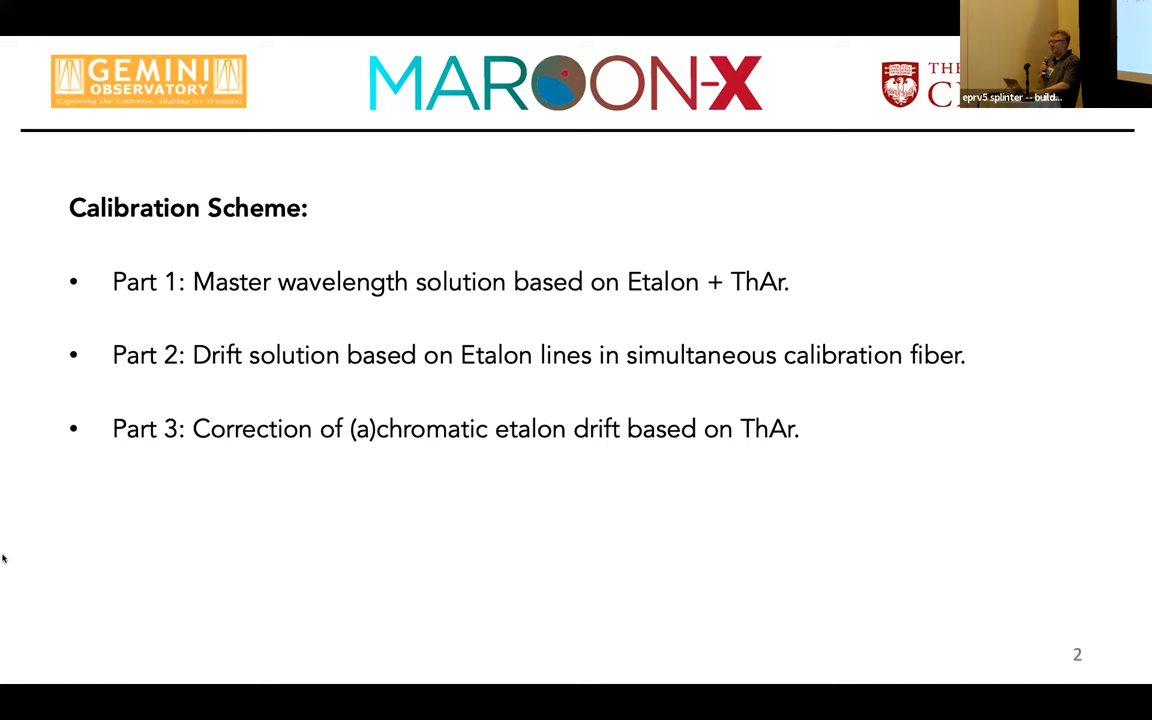 GEMINI
OBSERVATORY
Exploring the Universe, Sharing its Wonders
MAROON-X
THE
C
eprv5 splinter -- build...
Calibration Scheme:
• Part 1: Master wavelength solution based on Etalon + ThAr.
• Part 2: Drift solution based on Etalon lines in simultaneous calibration fiber.
• Part 3: Correction of (a)chromatic etalon drift based on ThAr.
2